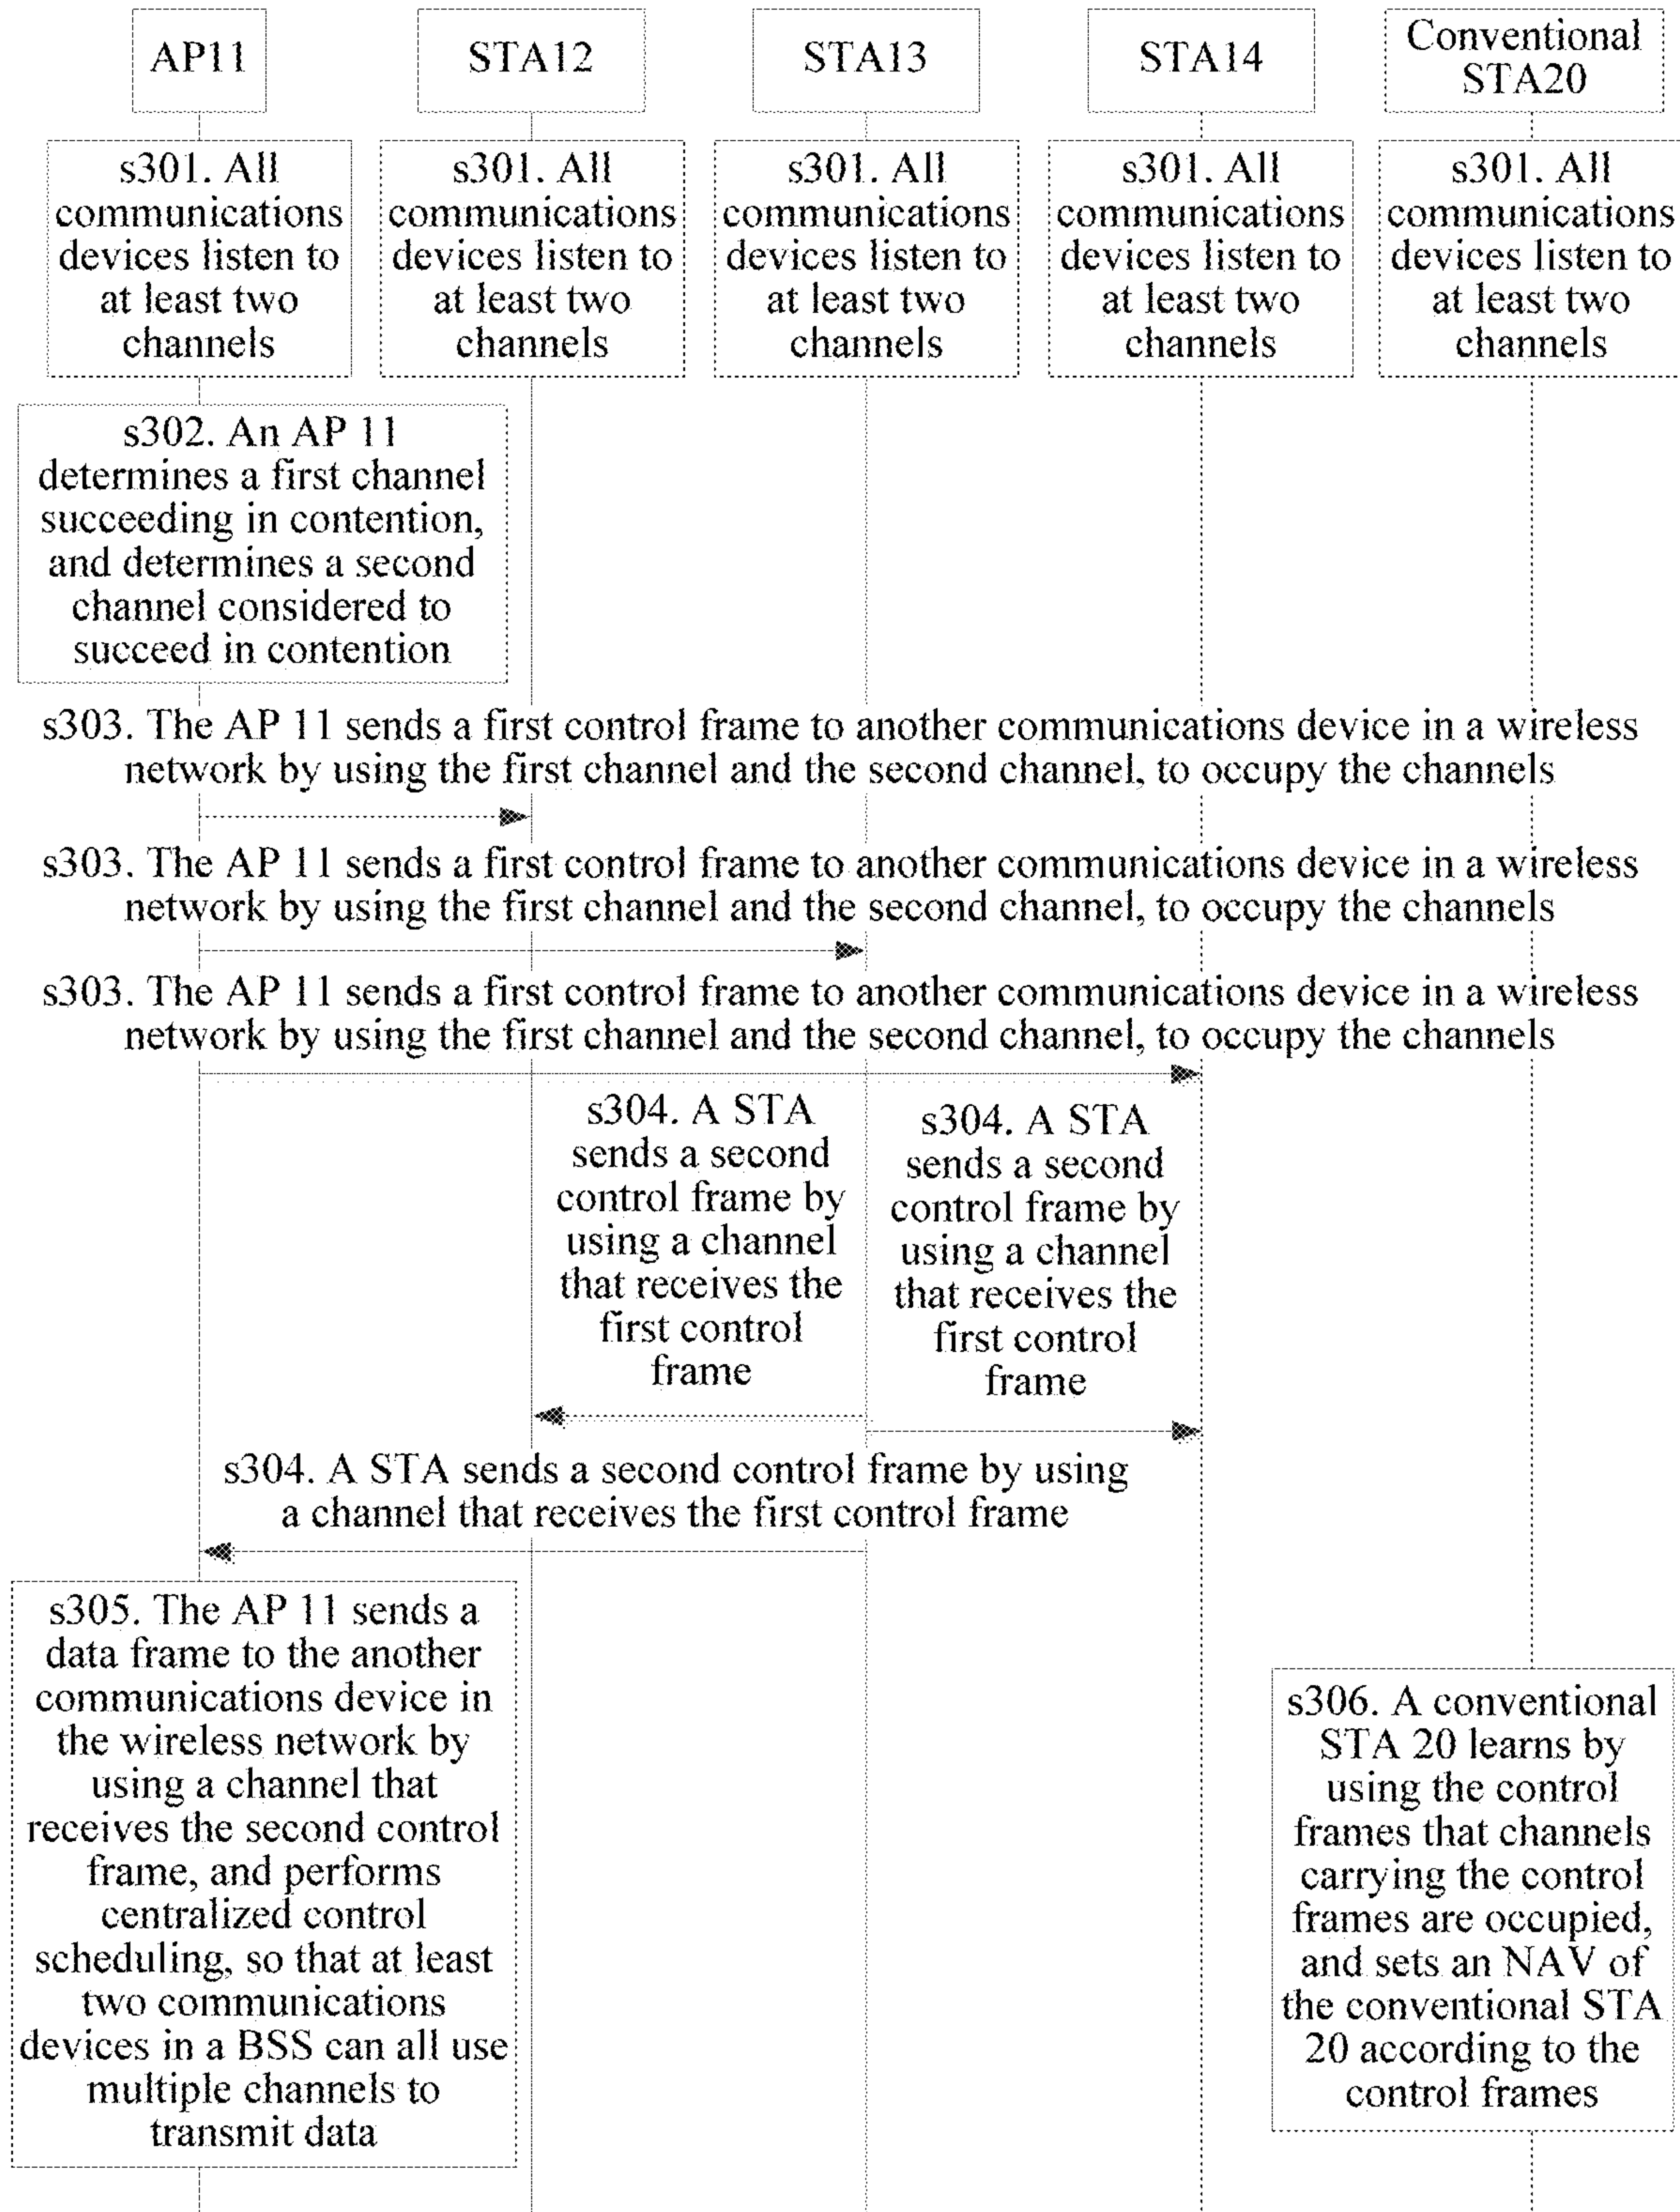 AP11
STA12
STA13
STA14
Conventional
STA20
s301. All
communications
devices listen to
at least two
channels
s301. All
communications
devices listen to
at least two
channels
s301. All
communications
devices listen to
at least two
channels
s301. All
communications
devices listen to
at least two
channels
s301. All
communications
devices listen to
at least two
channels
s302. An AP 11
determines a first channel
succeeding in contention,
and determines a second
channel considered to
succeed in contention
s303. The AP 11 sends a first control frame to another communications device in a wireless
network by using the first channel and the second channel, to occupy the channels
s303. The AP 11 sends a first control frame to another communications device in a wireless
network by using the first channel and the second channel, to occupy the channels
s303. The AP 11 sends a first control frame to another communications device in a wireless
network by using the first channel and the second channel, to occupy the channels
s304. A STA
sends a second
control frame by
using a channel
that receives the
first control
frame
s304. A STA
sends a second
control frame by
using a channel
that receives the
first control
frame
s304. A STA sends a second control frame by using
a channel that receives the first control frame
s305. The AP 11 sends a
data frame to the another
communications device in
the wireless network by
using a channel that
receives the second control
frame, and performs
centralized control
scheduling, so that at least
two communications
devices in a BSS can all use
multiple channels to
transmit data
s306. A conventional
STA 20 learns by
using the control
frames that channels
carrying the control
frames are occupied,
and sets an NAV of
the conventional STA
20 according to the
control frames